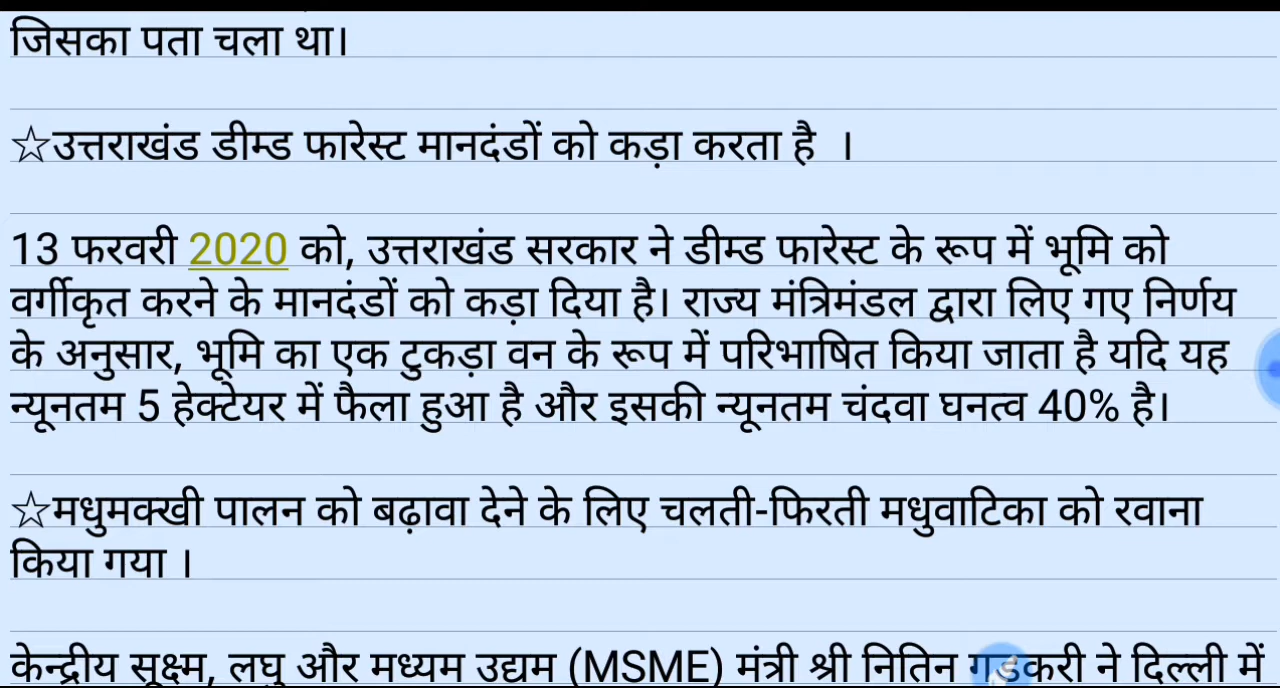 जिसका पता चला था।
☆उत्तराखंड डीम्ड फारेस्ट मानदंडों को कड़ा करता है ।
13 फरवरी 2020 को, उत्तराखंड सरकार ने डीम्ड फारेस्ट के रूप में भूमि को
वर्गीकृत करने के मानदंडों को कड़ा दिया है। राज्य मंत्रिमंडल द्वारा लिए गए निर्णय
के अनुसार, भूमि का एक टुकड़ा वन के रूप में परिभाषित किया जाता है यदि यह
न्यूनतम 5 हेक्टेयर में फैला हुआ है और इसकी न्यूनतम चंदवा घनत्व 40% है।
☆मधुमक्खी पालन को बढ़ावा देने के लिए चलती-फिरती मधुवाटिका को रवाना
किया गया ।
केन्द्रीय सूक्ष्म, लघु और मध्यम उद्यम (MSME) मंत्री श्री नितिन गडकरी ने दिल्ली में